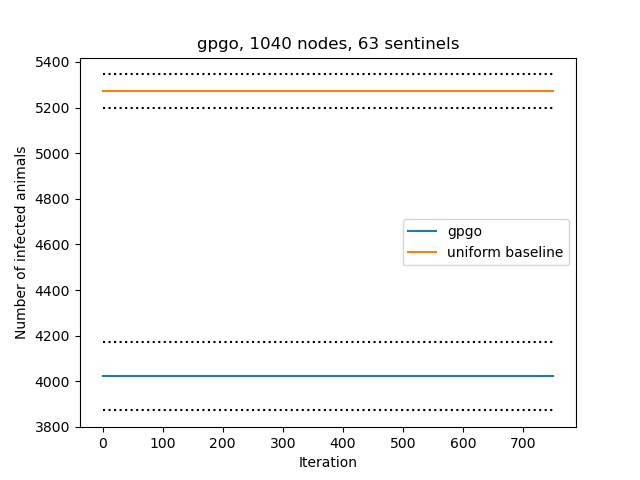 gpgo, 1040 nodes, 63 sentinels
5400
5200
5000
4800
4600
4400
4200
4000
3800
Number of infected animals
gpgo
uniform baseline
0 100 200 300 400 500 600 700
Iteration